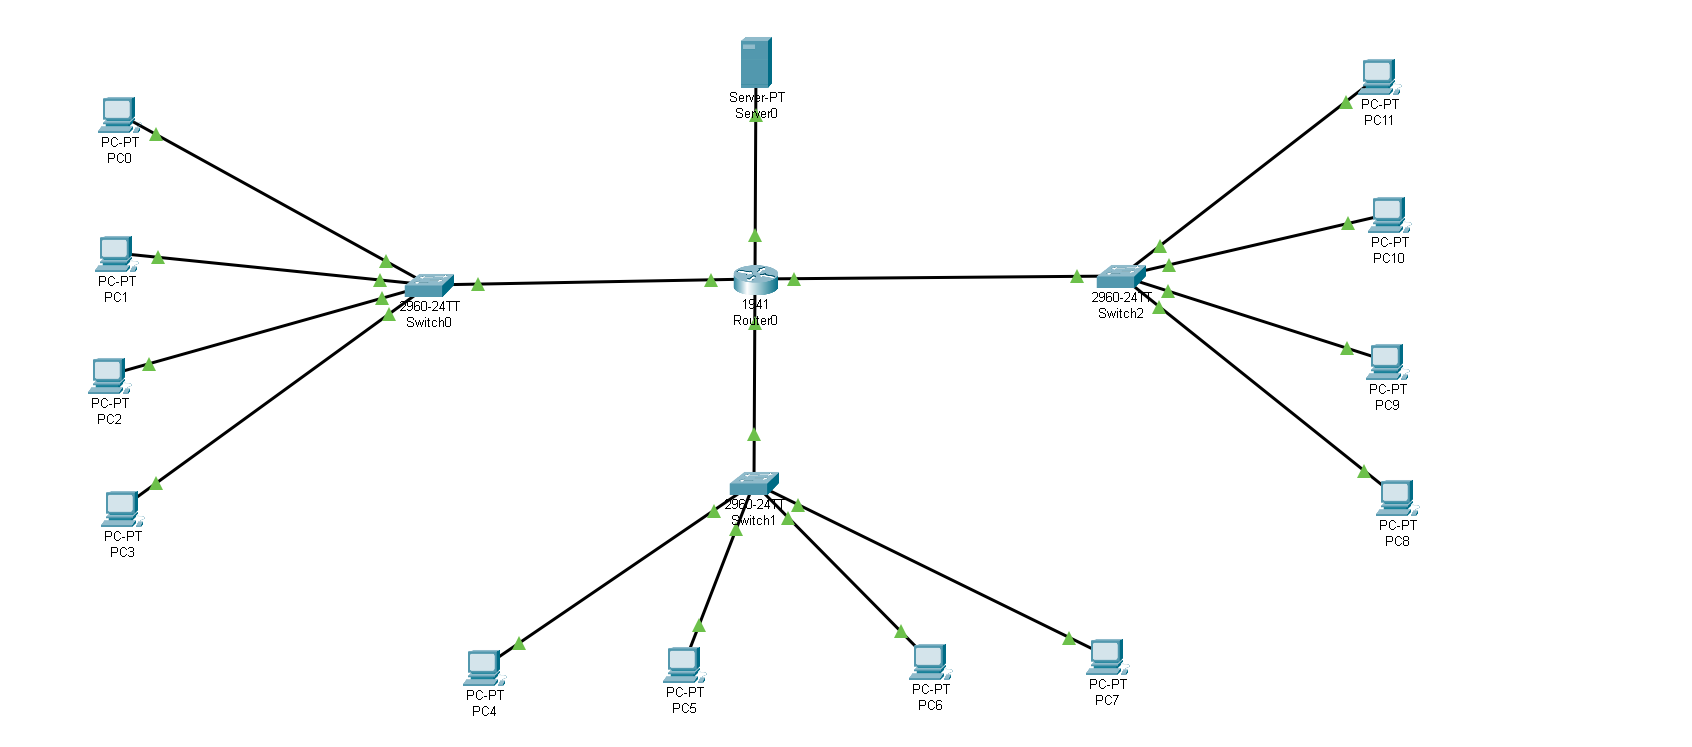 Server-PT
Server0
PC-PT
PC11
PC-PT
PC0
PC-PT
PC10
PC-PT
PC1
2960-24TT
Switch0
1941
Router0
2960-24TT
Switch2
PC-PT
PC2
PC-PT
PC9
PC-PT
PC3
2960-24TT
Switch1
PC-PT
PC8
PC-PT
PC4
PC-PT
PC5
PC-PT
PC6
PC-PT
PC7